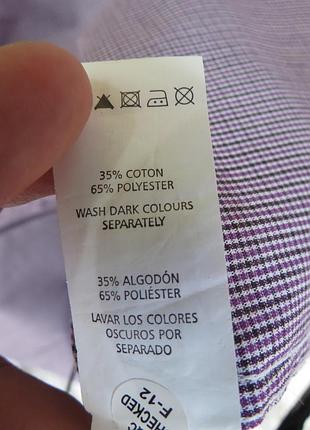 35% COTON
65% POLYESTER
WASH DARK COLOURS
SEPARATELY
35% ALGODÓN
65% POLIÉSTER
LAVAR LOS COLORES
OSCUROS POR
SEPARADO
F-12